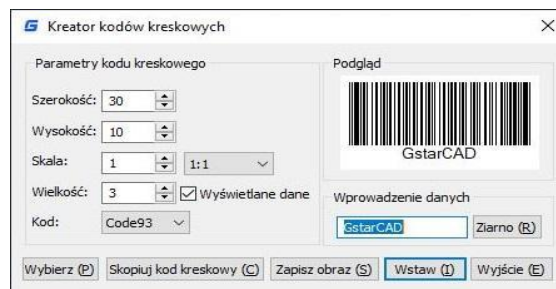 Kreator kodów kreskowych
Parametry kodu kreskowego
Szerokość: 30
Wysokość: 10
Skala: 1 1:1
Wielkość: 3 Wyświetlane dane
Kod: Code93
Podgląd
GstarCAD
Wprowadzenie danych
GstarCAD Ziarno (R)
Wybierz (P) Skopiuj kod kreskowy (C) Zapisz obraz (S) Wstaw (I) Wyjście (E)